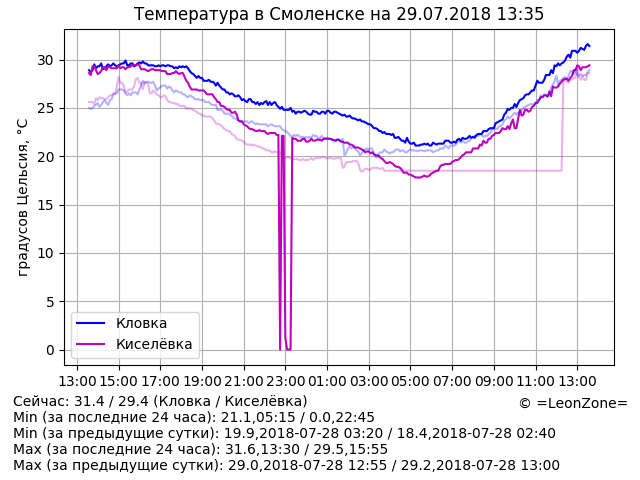 Температура в Смоленске на 29.07.2018 13:35
градусов Цельсия, °C
30
25
20
15
10
5
0
Кловка
Киселёвка
13:00 15:00 17:00 19:00 21:00 23:00 01:00 03:00 05:00 07:00 09:00 11:00 13:00
Сейчас: 31.4 / 29.4 (Кловка / Киселёвка)
© =LeonZone=
Min (за последние 24 часа): 21.1,05:15 / 0.0,22:45
Min (за предыдущие сутки): 19.9,2018-07-28 03:20 / 18.4,2018-07-28 02:40
Max (за последние 24 часа): 31.6,13:30 / 29.5,15:55
Max (за предыдущие сутки): 29.0,2018-07-28 12:55 / 29.2,2018-07-28 13:00